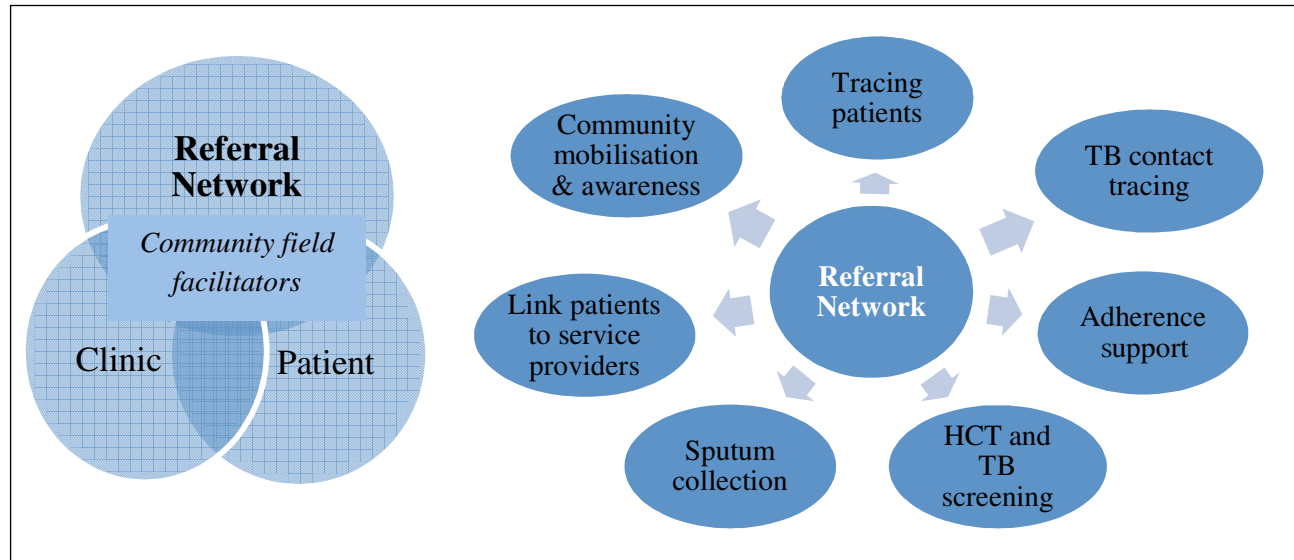 Referral
Network
Community field
facilitators
Clinic
Patient
Tracing
patients
Community
mobilisation
& awareness
TB contact
tracing
Referral
Network
Link patients
to service
providers
Adherence
support
Sputum
collection
HCT and
TB
screening